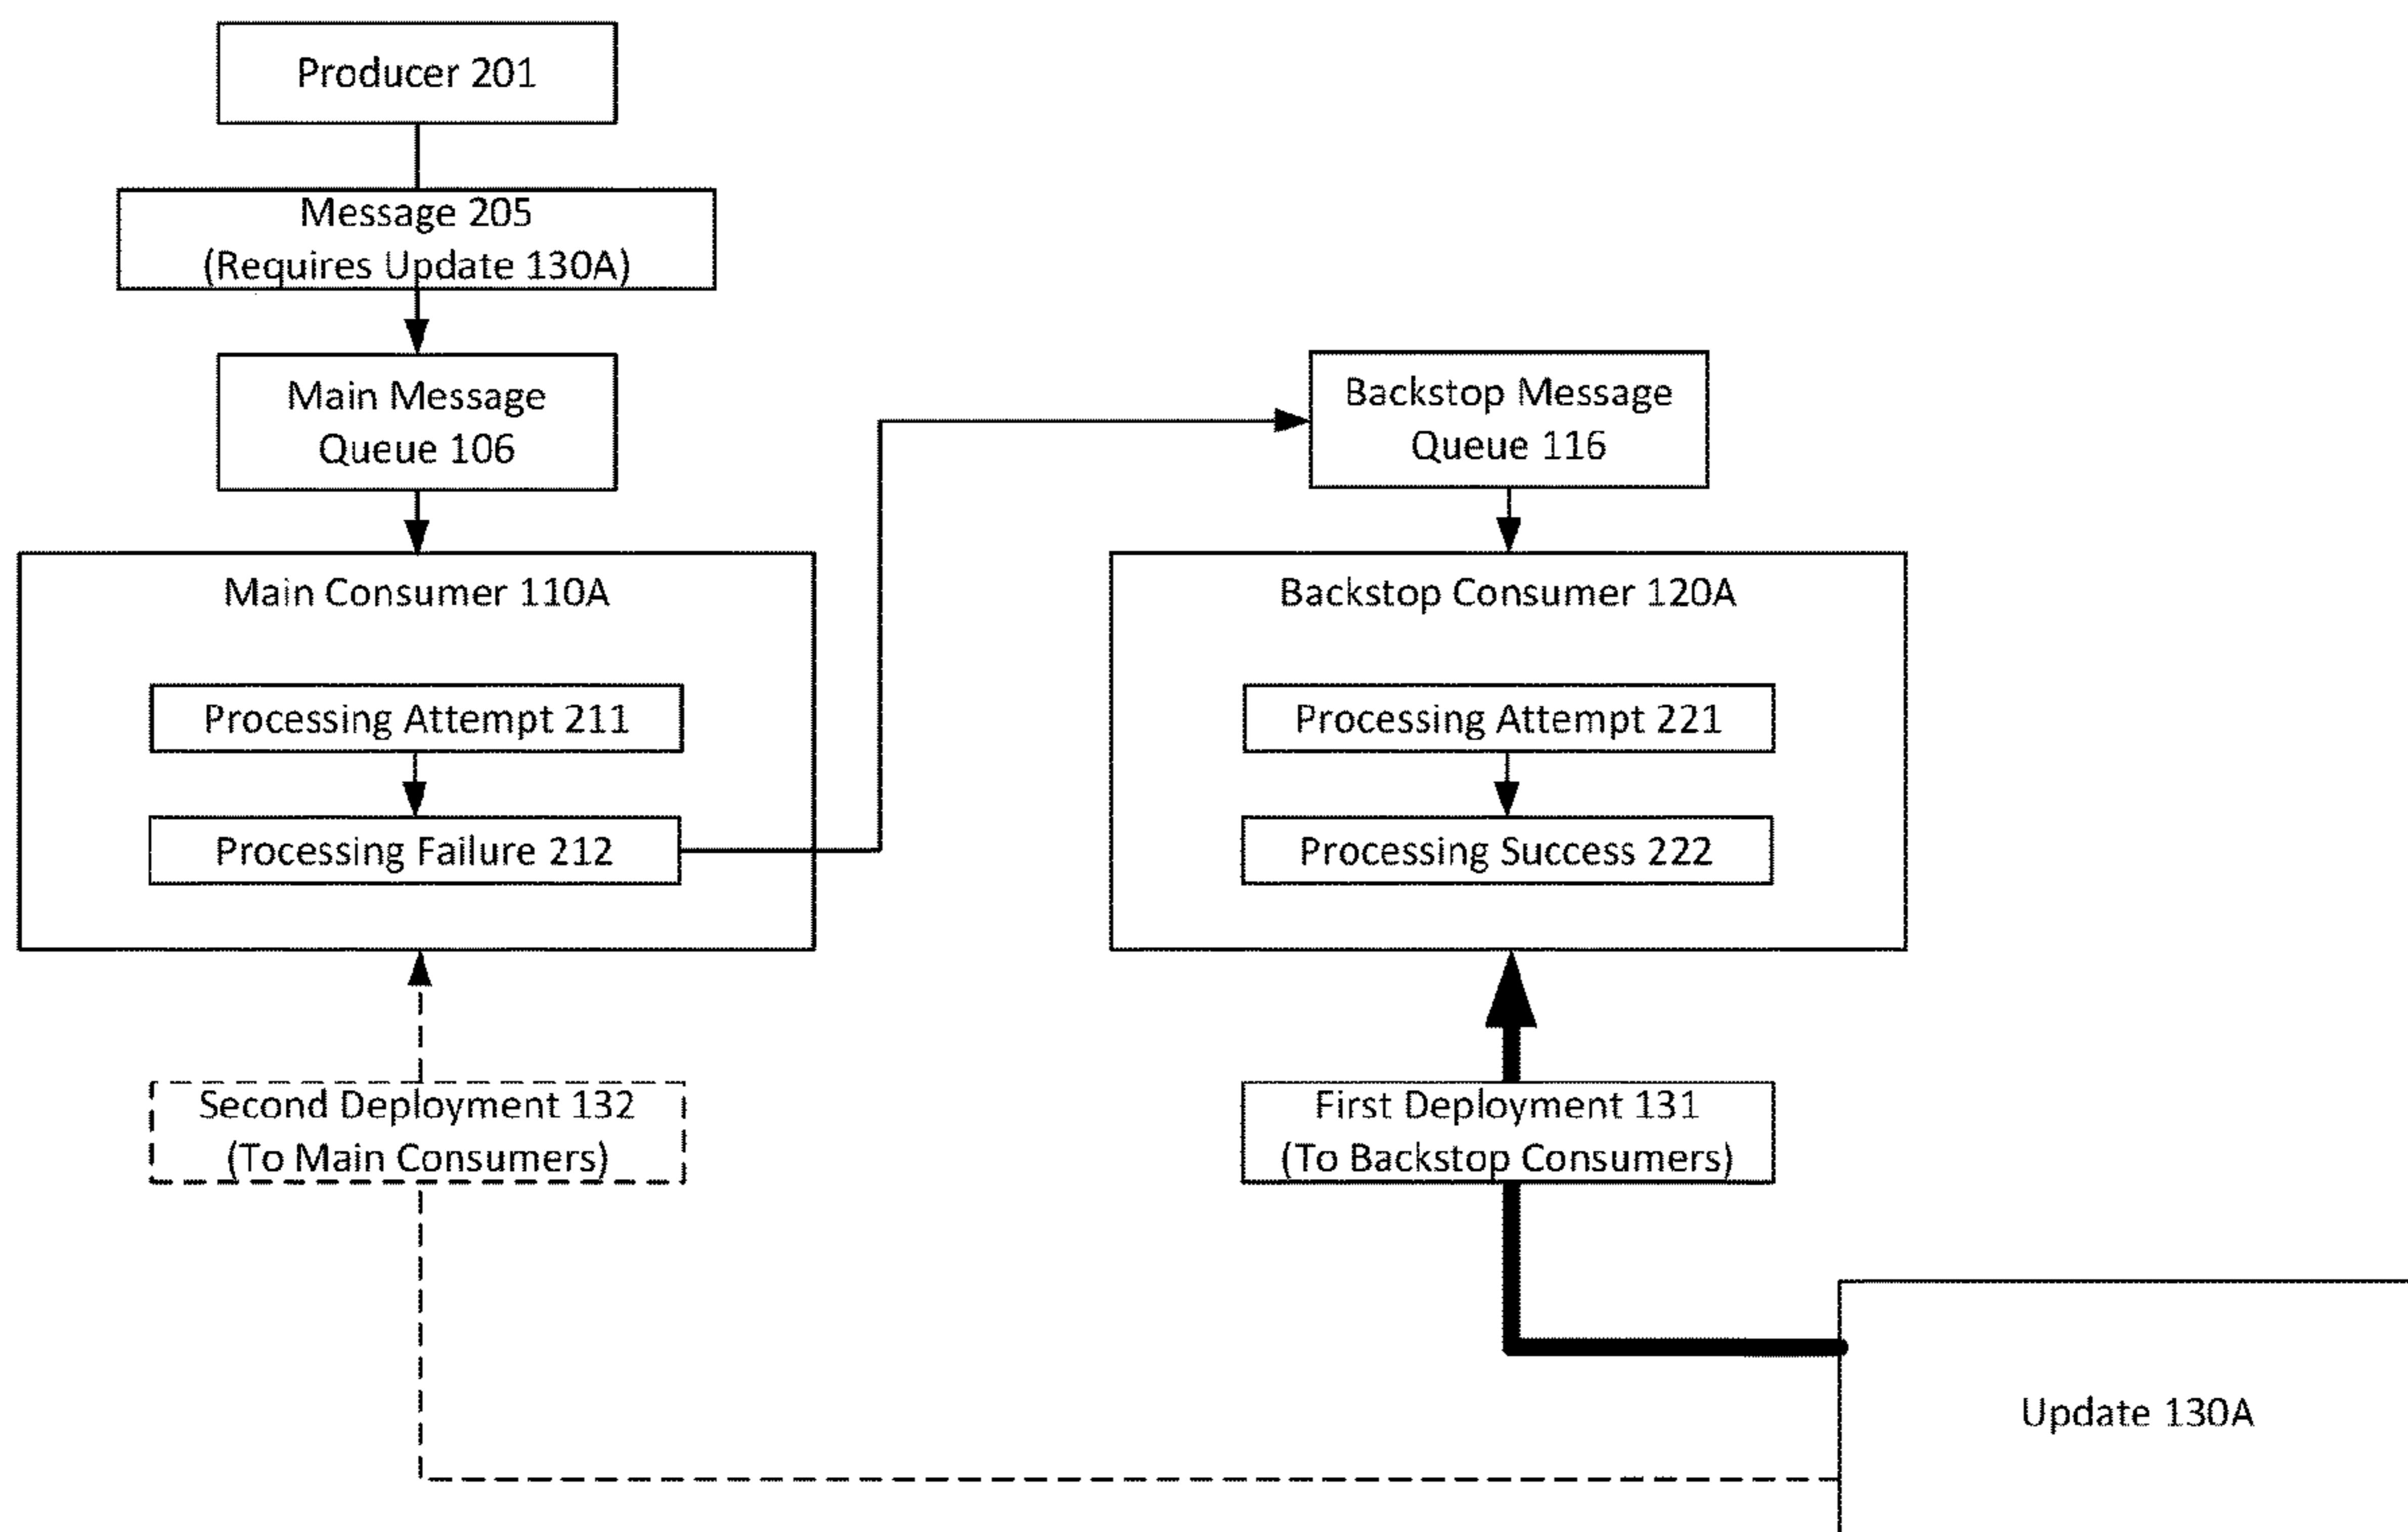 Producer 201
Message 205
(Requires Update 130A)
Main Message
Queue 106
Backstop Message
Queue 116
Main Consumer 110A
Processing Attempt 211
Processing Failure 212
Backstop Consumer 120A
Processing Attempt 221
Processing Success 222
Second Deployment 132
(To Main Consumers)
First Deployment 131
(To Backstop Consumers)
Update 130A